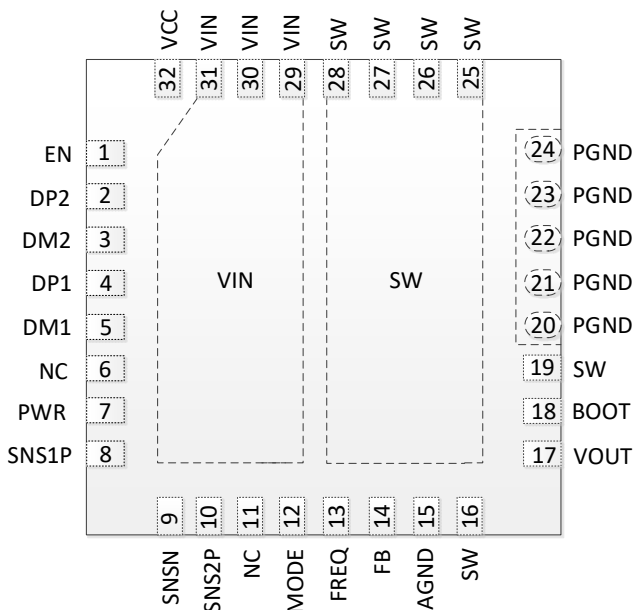 VCC VIN VIN VIN SW SW SW SW
32 31 30 29 28 27 26 25
EN 1
DP2 2
DM2 3
DP1 4
DM1 5
NC 6
PWR 7
SNS1P 8
VIN
SW
24 PGND
23 PGND
22 PGND
21 PGND
20 PGND
19 SW
18 BOOT
17 VOUT
9 10 11 12 13 14 15 16
SNSN SNS2P NC MODE FREQ FB AGND SW